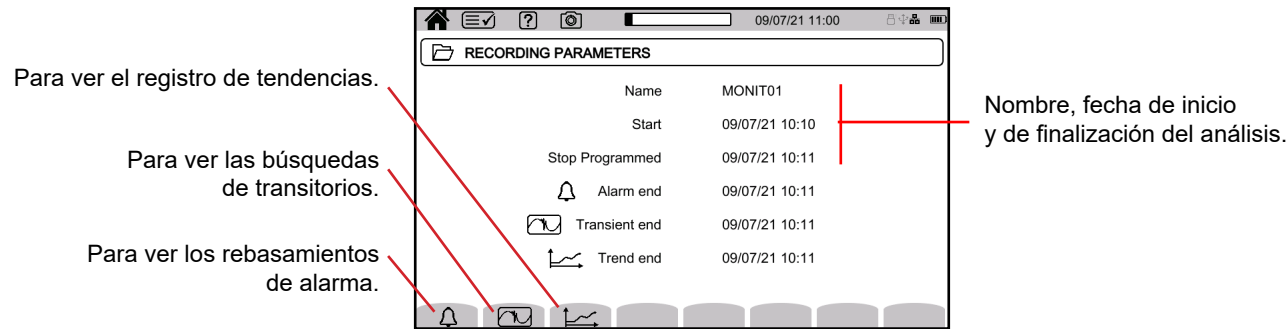 09/07/21 11:00
RECORDING PARAMETERS
Para ver el registro de tendencias.
Name MONIT01
Start 09/07/21 10:10
Stop Programmed 09/07/21 10:11
Nombre, fecha de inicio
y de finalización del análisis.
Para ver las búsquedas
de transitorios.
Alarm end 09/07/21 10:11
Transient end 09/07/21 10:11
Trend end 09/07/21 10:11
Para ver los rebasamientos
de alarma.